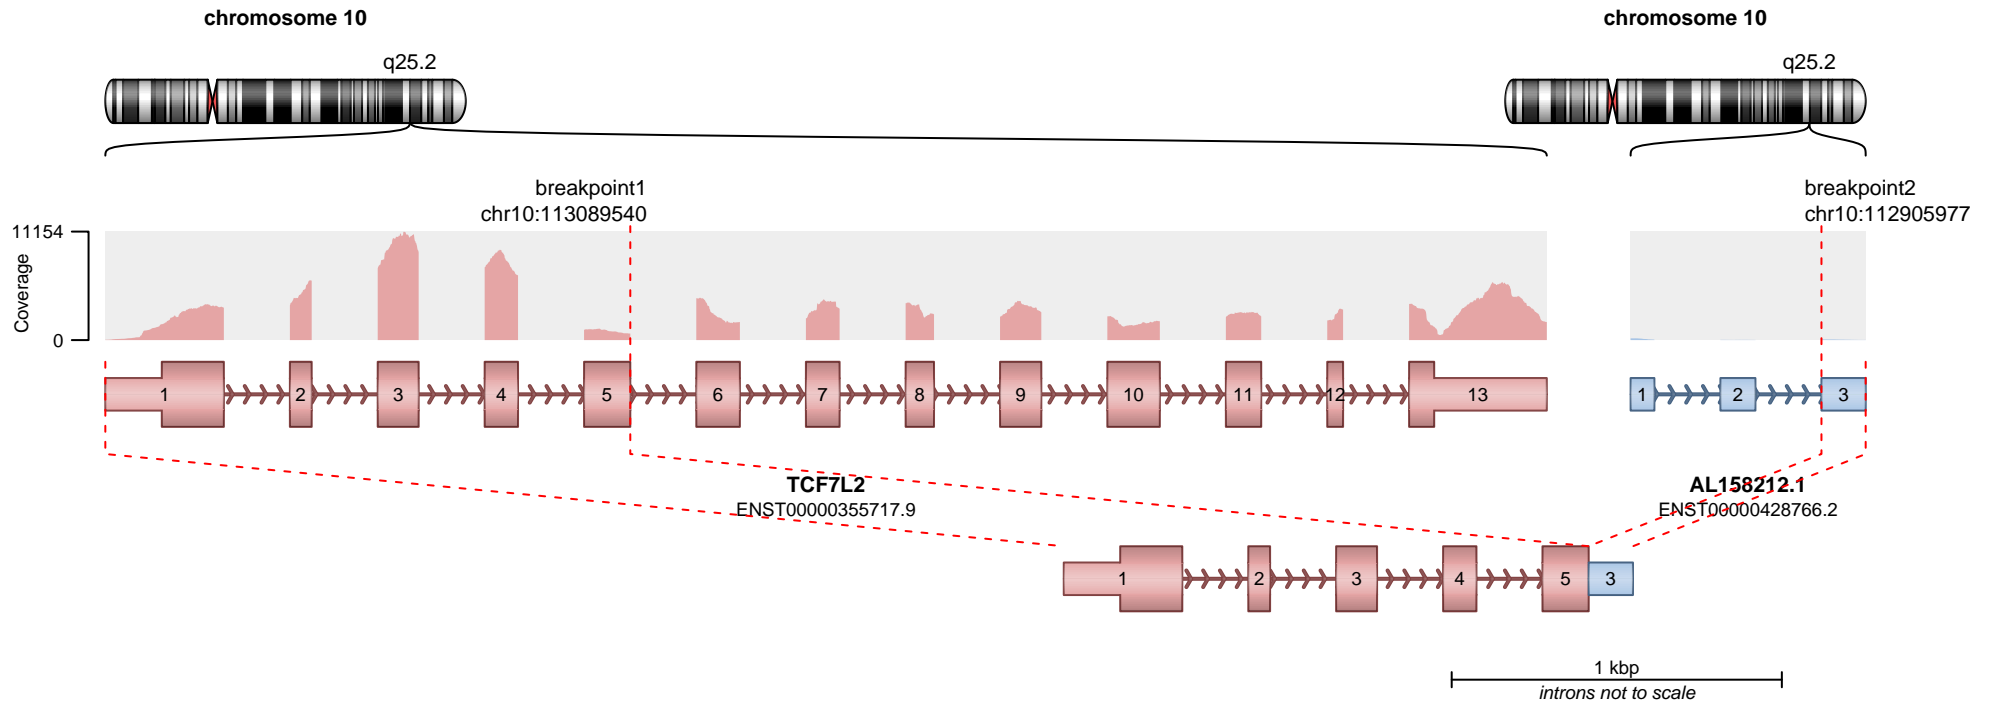 chromosome 10
chromosome 10
q25.2
q25.2
breakpoint1
chr10:113089540
breakpoint2
chr10:112905977
11154
Coverage
0
1 2 3 4 5 6 7 8 9 10 11 12 13
1 2 3
TCF7L2
ENST00000355717.9
AL158212.1
ENST00000428766.2
1 2 3 4 5 3
1 kbp
introns not to scale